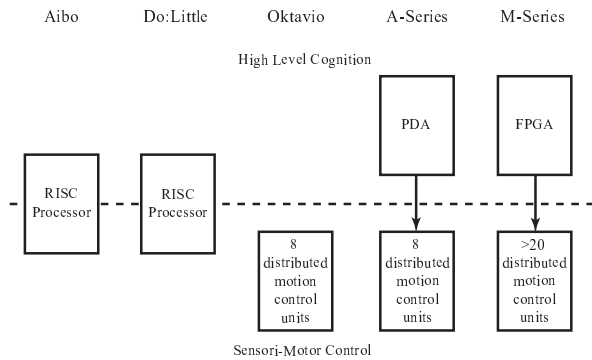 Aibo Do:Little Oktavio A-Series M-Series
High Level Cognition
PDA
FPGA
RISC
Processor
RISC
Processor
8
distributed
motion
control
units
8
distributed
motion
control
units
>20
distributed
motion
control
units
Sensori-Motor Control